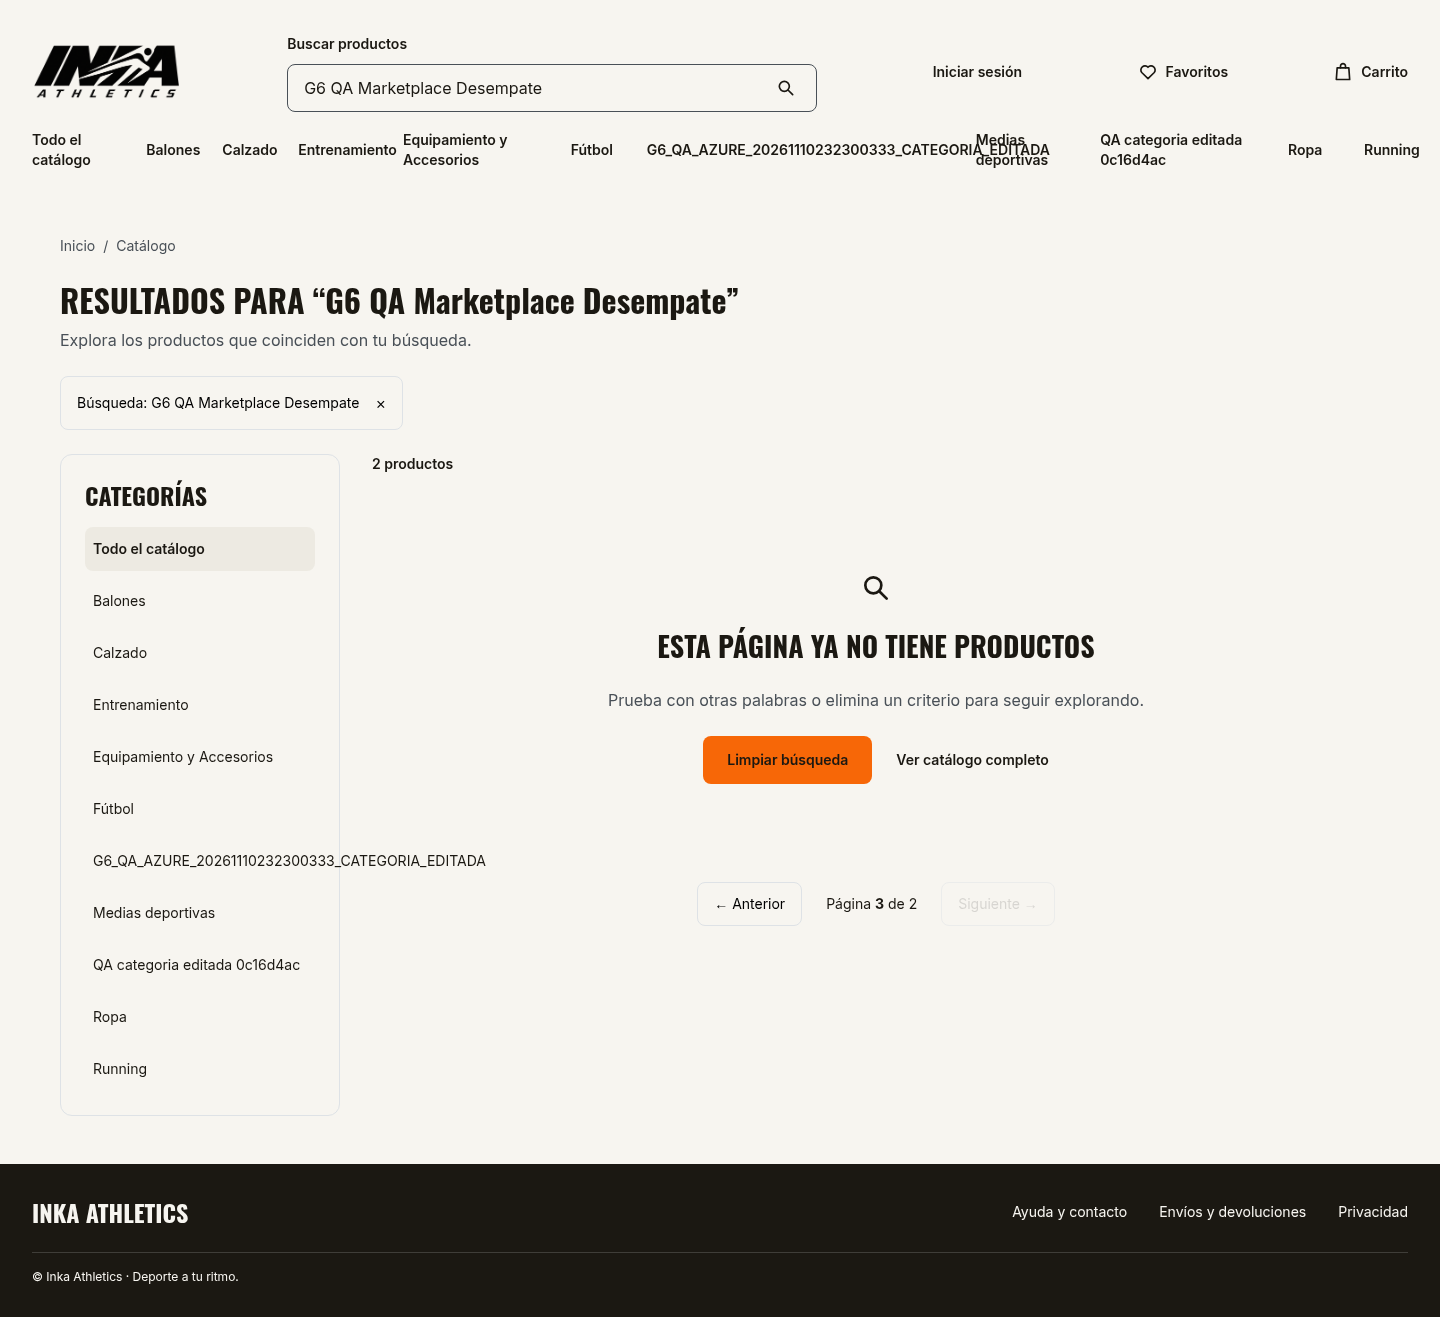 INKA
ATHLETICS
Buscar productos
G6 QA Marketplace Desempate
Iniciar sesión
Favoritos
Carrito
Todo el
catálogo
Balones
Calzado
Entrenamiento
Equipamiento y
Accesorios
Fútbol
G6_QA_AZURE_20261110232300333_CATEGORIA_EDITADA
Medias
deportivas
QA categoria editada
0c16d4ac
Ropa
Running
Inicio / Catálogo
RESULTADOS PARA “G6 QA Marketplace Desempate”
Explora los productos que coinciden con tu búsqueda.
Búsqueda: G6 QA Marketplace Desempate ×
2 productos
CATEGORÍAS
Todo el catálogo
Balones
Calzado
Entrenamiento
Equipamiento y Accesorios
Fútbol
G6_QA_AZURE_20261110232300333_CATEGORIA_EDITADA
Medias deportivas
QA categoria editada 0c16d4ac
Ropa
Running
ESTA PÁGINA YA NO TIENE PRODUCTOS
Prueba con otras palabras o elimina un criterio para seguir explorando.
Limpiar búsqueda
Ver catálogo completo
← Anterior
Página 3 de 2
Siguiente →
INKA ATHLETICS
Ayuda y contacto
Envíos y devoluciones
Privacidad
© Inka Athletics · Deporte a tu ritmo.